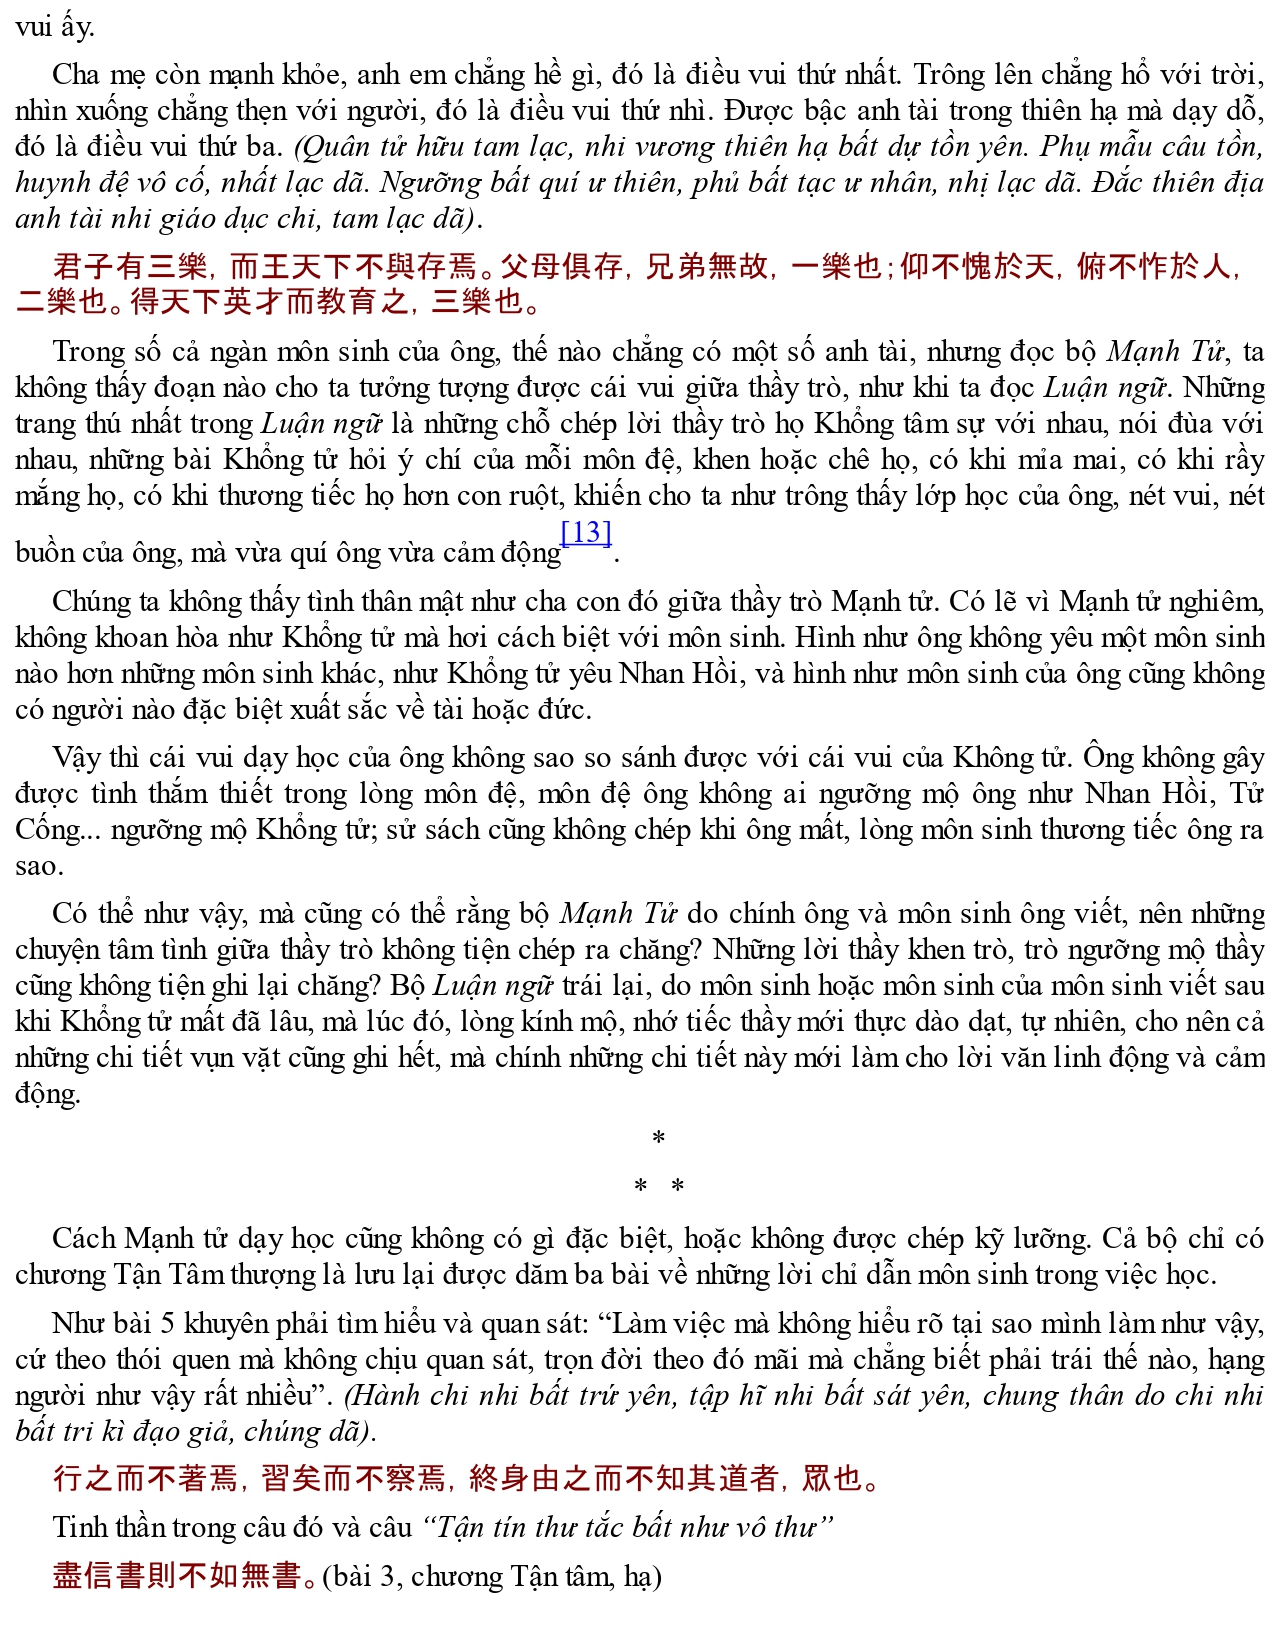 vui ấy.
Cha mẹ còn mạnh khỏe, anh em chẳng hề gì, đó là điều vui thứ nhất. Trông lên chẳng hổ với trời,
nhìn xuống chẳng thẹn với người, đó là điều vui thứ nhì. Được bậc anh tài trong thiên hạ mà dạy dỗ,
đó là điều vui thứ ba. (Quân tử hữu tam lạc, nhi vương thiên hạ bất dự tồn yên. Phụ mẫu câu tồn,
huynh đệ vô cố, nhất lạc dã. Ngưỡng bất quí ư thiên, phủ bất tạc ư nhân, nhị lạc dã. Đắc thiên địa
anh tài nhi giáo dục chi, tam lạc dã).
君子有三樂, 而王天下不與存焉。父母俱存, 兄弟無故, 一樂也; 仰不愧於天, 俯不怍於人,
二樂也。得天下英才而教育之, 三樂也。
Trong số cả ngàn môn sinh của ông, thế nào chẳng có một số anh tài, nhưng đọc bộ Mạnh Tử, ta
không thấy đoạn nào cho ta tưởng tượng được cái vui giữa thầy trò, như khi ta đọc Luận ngữ. Những
trang thú nhất trong Luận ngữ là những chỗ chép lời thầy trò họ Khổng tâm sự với nhau, nói đùa với
nhau, những bài Khổng tử hỏi ý chí của mỗi môn đệ, khen hoặc chê họ, có khi mỉa mai, có khi rầy
mắng họ, có khi thương tiếc họ hơn con ruột, khiến cho ta như trông thấy lớp học của ông, nét vui, nét
buồn của ông, mà vừa quí ông vừa cảm động[13].
Chúng ta không thấy tình thân mật như cha con đó giữa thầy trò Mạnh tử. Có lẽ vì Mạnh tử nghiêm,
không khoan hòa như Khổng tử mà hơi cách biệt với môn sinh. Hình như ông không yêu một môn sinh
nào hơn những môn sinh khác, như Khổng tử yêu Nhan Hồi, và hình như môn sinh của ông cũng không
có người nào đặc biệt xuất sắc về tài hoặc đức.
Vậy thì cái vui dạy học của ông không sao so sánh được với cái vui của Không tử. Ông không gây
được tình thắm thiết trong lòng môn đệ, môn đệ ông không ai ngưỡng mộ ông như Nhan Hồi, Tử
Cống... ngưỡng mộ Khổng tử; sử sách cũng không chép khi ông mất, lòng môn sinh thương tiếc ông ra
sao.
Có thể như vậy, mà cũng có thể rằng bộ Mạnh Tử do chính ông và môn sinh ông viết, nên những
chuyện tâm tình giữa thầy trò không tiện chép ra chăng? Những lời thầy khen trò, trò ngưỡng mộ thầy
cũng không tiện ghi lại chăng? Bộ Luận ngữ trái lại, do môn sinh hoặc môn sinh của môn sinh viết sau
khi Khổng tử mất đã lâu, mà lúc đó, lòng kính mộ, nhớ tiếc thầy mới thực dào dạt, tự nhiên, cho nên cả
những chi tiết vụn vặt cũng ghi hết, mà chính những chi tiết này mới làm cho lời văn linh động và cảm
động.
*
* *
Cách Mạnh tử dạy học cũng không có gì đặc biệt, hoặc không được chép kỹ lưỡng. Cả bộ chỉ có
chương Tận Tâm thượng là lưu lại được dăm ba bài về những lời chỉ dẫn môn sinh trong việc học.
Như bài 5 khuyên phải tìm hiểu và quan sát: “Làm việc mà không hiểu rõ tại sao mình làm như vậy,
cứ theo thói quen mà không chịu quan sát, trọn đời theo đó mãi mà chẳng biết phải trái thế nào, hạng
người như vậy rất nhiều”. (Hành chi nhi bất trứ yên, tập hĩ nhi bất sát yên, chung thân do chi nhi
bất tri kì đạo giả, chúng dã).
行之而不著焉, 習矣而不察焉, 終身由之而不知其道者, 眾也。
Tinh thần trong câu đó và câu “Tận tín thư tắc bất như vô thư”
盡信書則不如無書。(bài 3, chương Tận tâm, hạ)